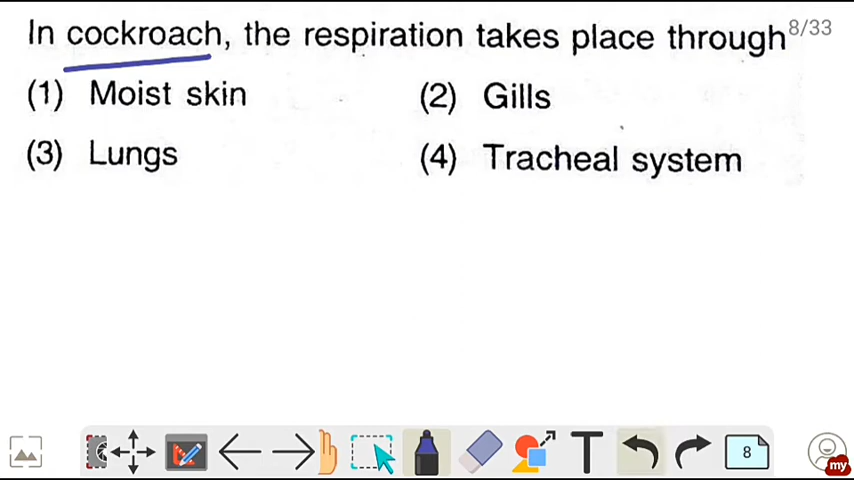 In cockroach, the respiration takes place through 8/33
(1) Moist skin (2) Gills
(3) Lungs (4) Tracheal system
T 8 my